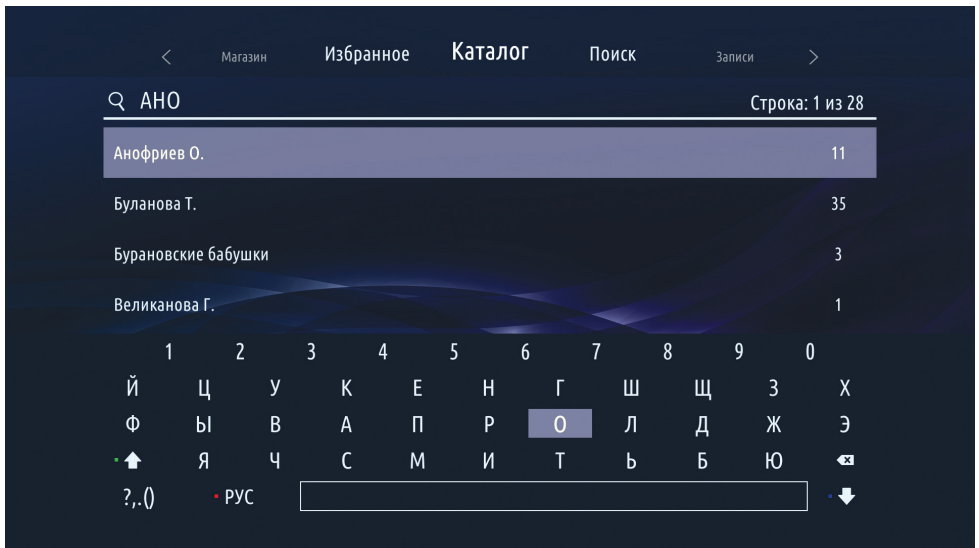 < Магазин Избранное Каталог Поиск Записи >
АНО Строка: 1 из 28
Анофриев О. 11
Буланова Т. 35
Бурановские бабушки 3
Великанова Г. 1
1 2 3 4 5 6 7 8 9 0
Й Ц У К Е Н Г Ш Щ З Х
Ф Ы В А П Р О Л Д Ж Э
Я Ч С М И Т Ь Б Ю
?,.() РУС